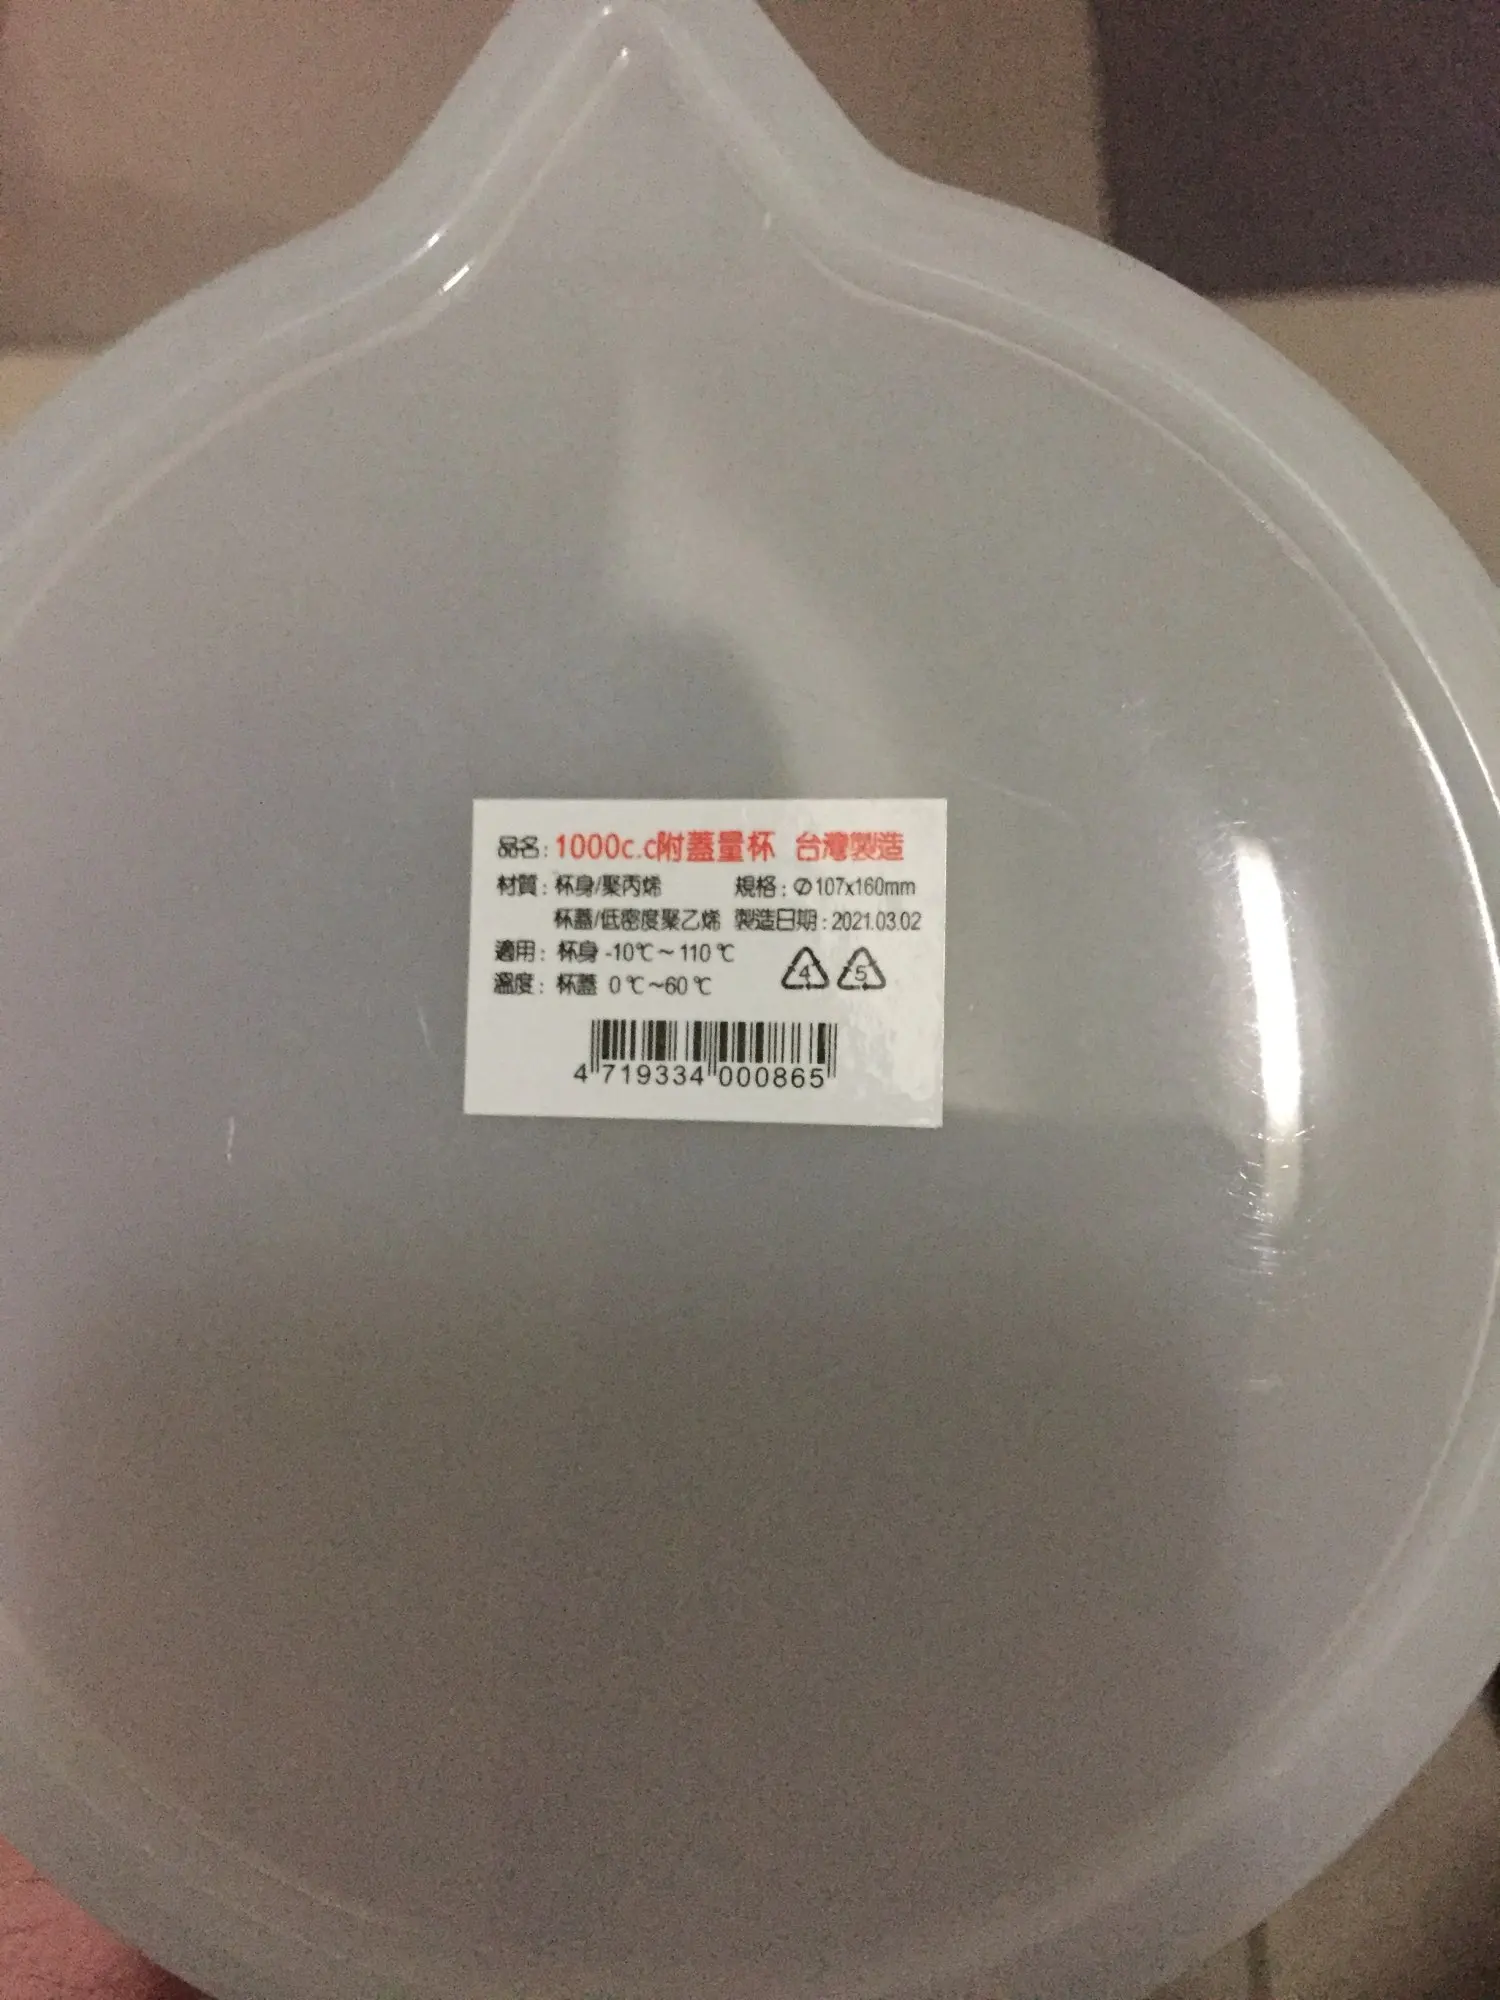 品名: 1000c.c附蓋量杯 台灣製造
材質: 杯身/聚丙烯 規格: ∅107x160mm
杯蓋/低密度聚乙烯 製造日期: 2021.03.02
適用: 杯身 -10℃~110℃
溫度: 杯蓋 0℃~60℃
4 5
4 719334 000865